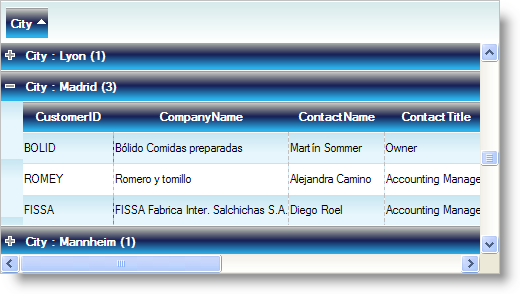 City
City : Lyon (1)
City : Madrid (3)
CustomerID CompanyName ContactName ContactTitle
BOLID Bólido Comidas preparadas Martín Sommer Owner
ROMEY Romero y tomillo Alejandra Camino Accounting Manage
FISSA FISSA Fabrica Inter. Salchichas S.A. Diego Roel Accounting Manage
City : Mannheim (1)